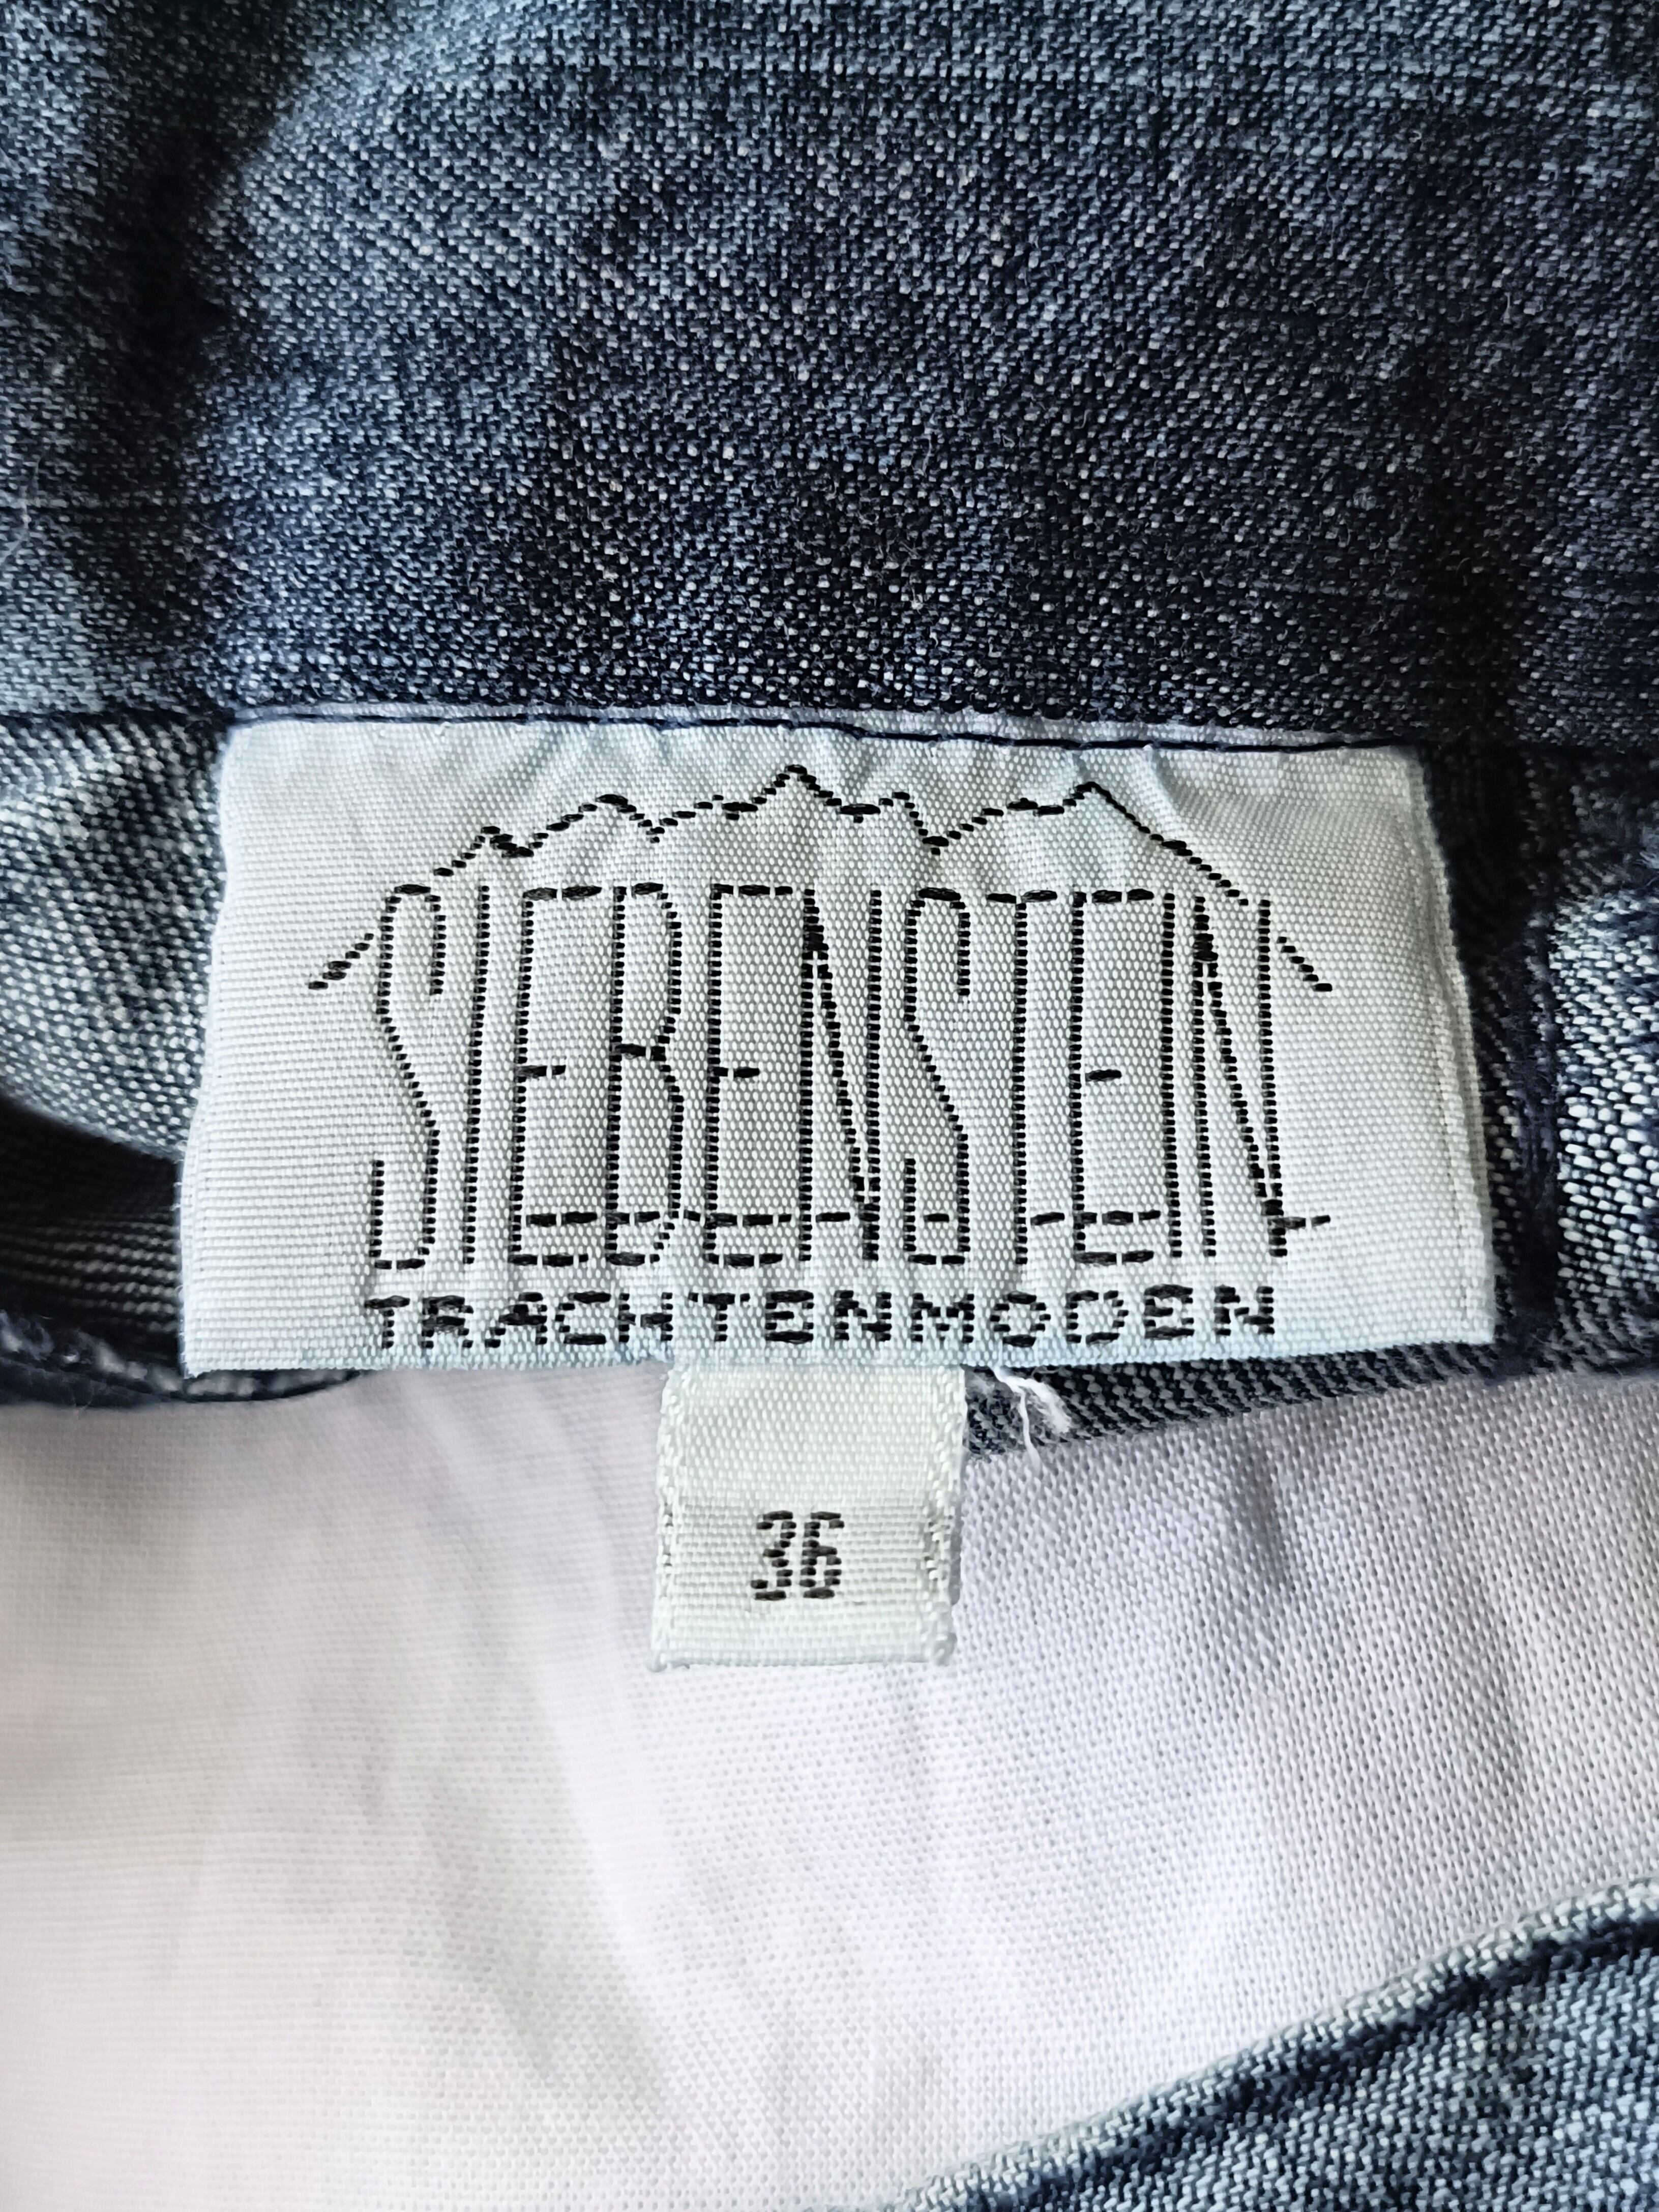 SIEBENSTEIN
TRACHTENMODEN
36